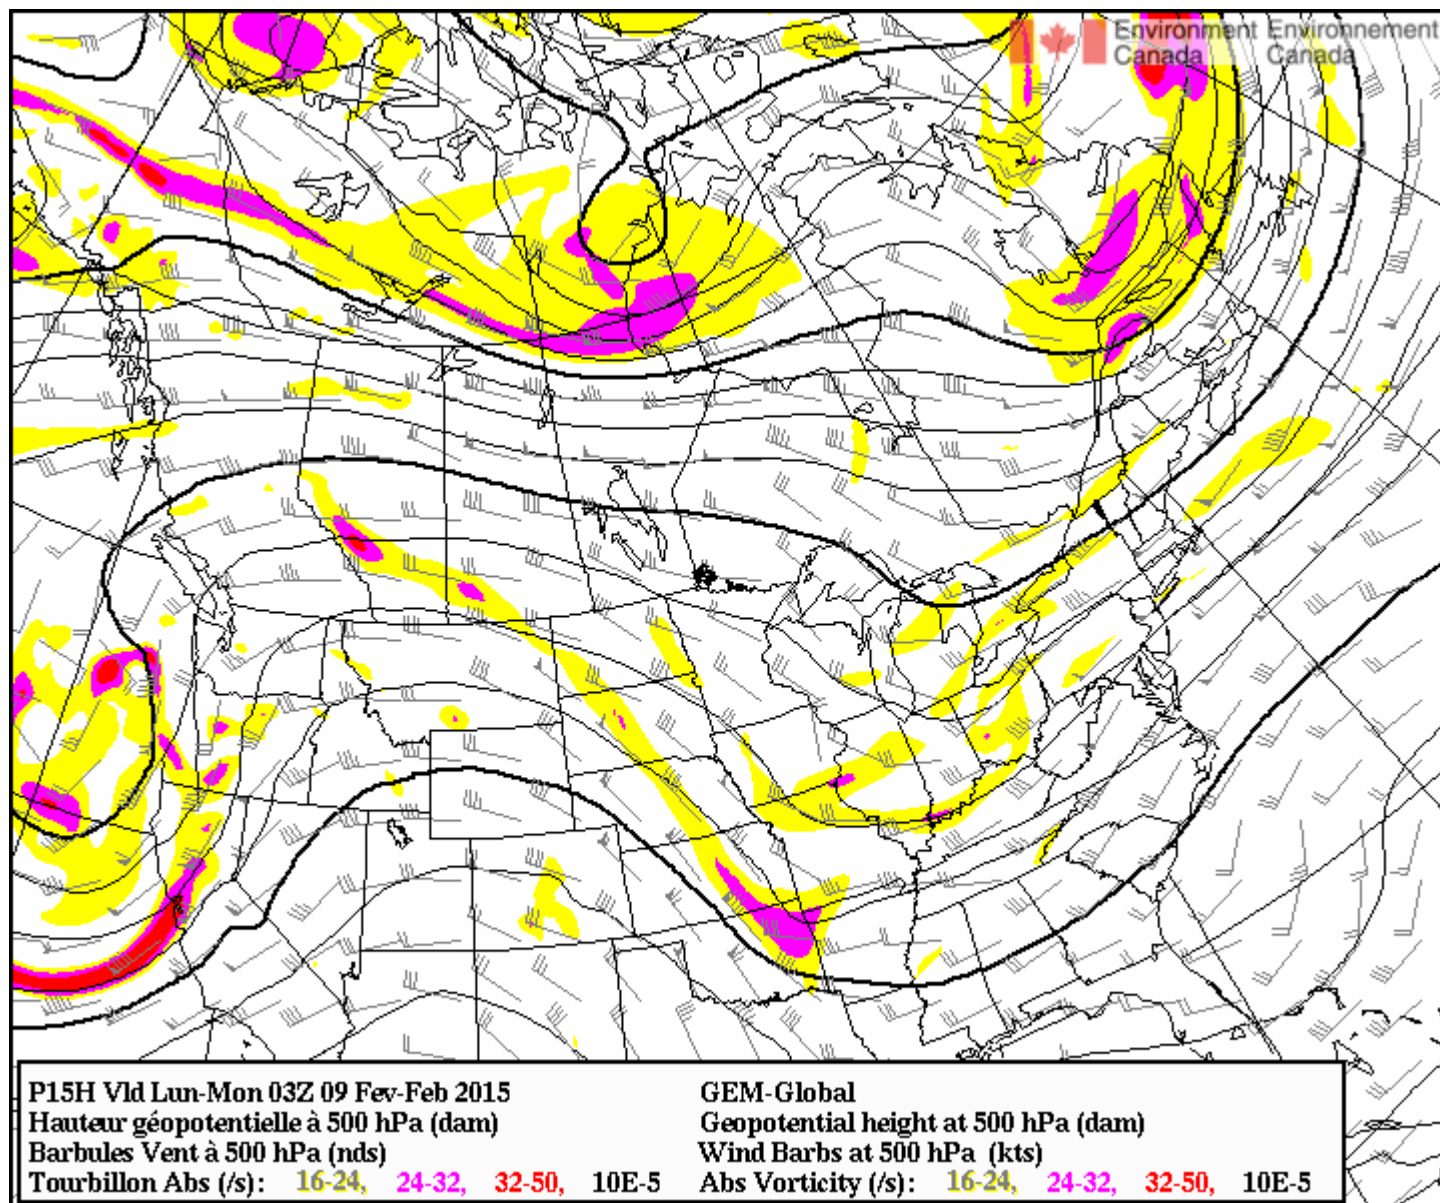 Environment Environnement
Canada Canada
P15H Vld Lun-Mon 03Z 09 Fev-Feb 2015 GEM-Global
Hauteur géopotentielle à 500 hPa (dam) Geopotential height at 500 hPa (dam)
Barbules Vent à 500 hPa (nds) Wind Barbs at 500 hPa (kts)
Tourbillon Abs (/s): 16-24, 24-32, 32-50, 10E-5 Abs Vorticity (/s): 16-24, 24-32, 32-50, 10E-5